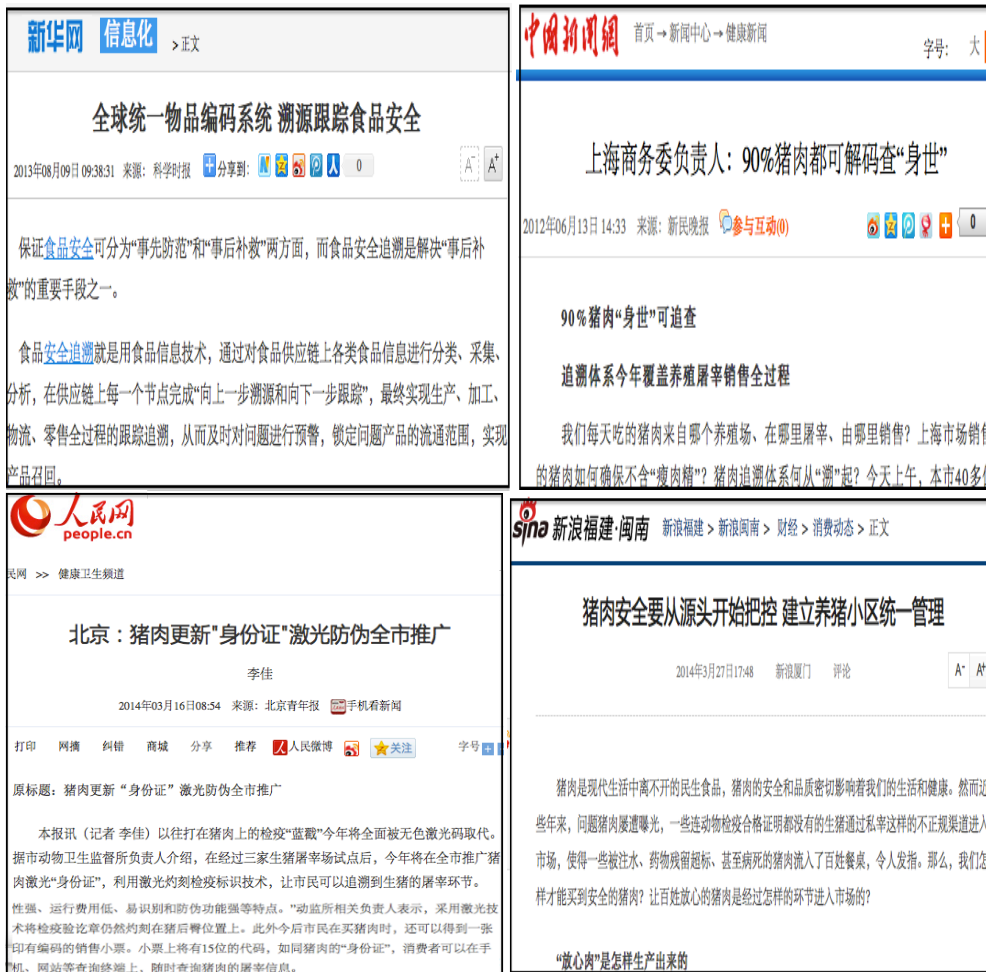 新华网 信息化 > 正文
全球统一物品编码系统 溯源跟踪食品安全
2013年08月09日 09:38:31 来源：科学时报 分享到： 0 A- A+
保证食品安全可分为“事先防范”和“事后补救”两方面，而食品安全追溯是解决“事后补
救”的重要手段之一。
食品安全追溯就是用食品信息技术，通过对食品供应链上各类食品信息进行分类、采集、
分析，在供应链上每一个节点完成“向上一步溯源和向下一步跟踪”，最终实现生产、加工、
物流、零售全过程的跟踪追溯，从而及时对问题进行预警，锁定问题产品的流通范围，实现
产品召回。
中国新闻网 首页→新闻中心→健康新闻
字号： 大
上海商务委负责人：90%猪肉都可解码查“身世”
2012年06月13日 14:33 来源：新民晚报 参与互动(0) 0
90%猪肉“身世”可追查
追溯体系今年覆盖养殖屠宰销售全过程
我们每天吃的猪肉来自哪个养殖场、在哪里屠宰、由哪里销售？上海市场销售
的猪肉如何确保不含“瘦肉精”？猪肉追溯体系何从“溯”起？今天上午，本市40多位
人民网
people.cn
民网 >> 健康卫生频道
北京：猪肉更新"身份证"激光防伪全市推广
李佳
2014年03月16日08:54 来源：北京青年报 手机看新闻
打印 网摘 纠错 商城 分享 推荐 人民微博 关注 字号
原标题：猪肉更新“身份证”激光防伪全市推广
本报讯（记者 李佳）以往打在猪肉上的检疫“蓝戳”今年将全面被无色激光码取代。
据市动物卫生监督所负责人介绍，在经过三家生猪屠宰场试点后，今年将在全市推广猪
肉激光“身份证”，利用激光灼刻检疫标识技术，让市民可以追溯到生猪的屠宰环节。
性强、运行费用低、易识别和防伪功能强等特点。”动监所相关负责人表示，采用激光技
术将检疫验讫章仍然灼刻在猪后臀位置上。此外今后市民在买猪肉时，还可以得到一张
印有编码的销售小票。小票上将有15位的代码，如同猪肉的“身份证”，消费者可以在手
机、网站等查询终端上，随时查询猪肉的屠宰信息。
sina 新浪福建·闽南 新浪福建 > 新浪闽南 > 财经 > 消费动态 > 正文
猪肉安全要从源头开始把控 建立养猪小区统一管理
2014年3月27日17:48 新浪厦门 评论 A- A+
猪肉是现代生活中离不开的民生食品，猪肉的安全和品质密切影响着我们的生活和健康。然而近
些年来，问题猪肉屡遭曝光，一些连动物检疫合格证明都没有的生猪通过私宰这样的不正规渠道进入
市场，使得一些被注水、药物残留超标、甚至病死的猪肉流入了百姓餐桌，令人发指。那么，我们怎
样才能买到安全的猪肉？让百姓放心的猪肉是经过怎样的环节进入市场的？
“放心肉”是怎样生产出来的